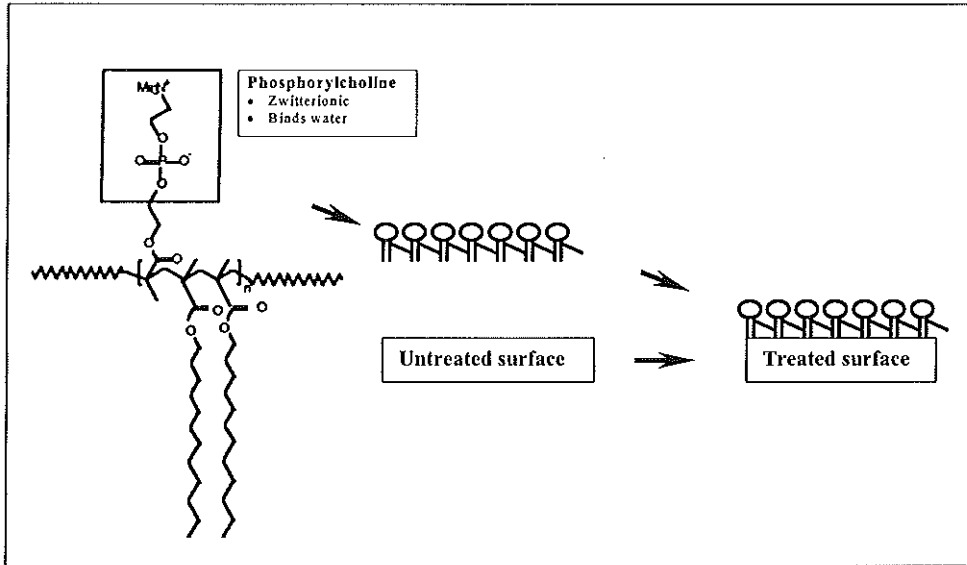 Phosphorylcholine
• Zwitterionic
• Binds water
O
O P O-
O
O
O
O
O
n
O
O
Untreated surface
Treated surface